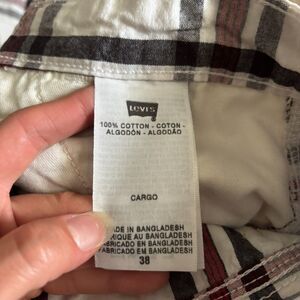 LEVI'S
100% COTTON - COTON -
ALGODÓN - ALGODÃO
CARGO
MADE IN BANGLADESH
FABRIQUE AU BANGLADESH
FABRICADO EN BANGLADESH
FABRICADO EM BANGLADESH
38